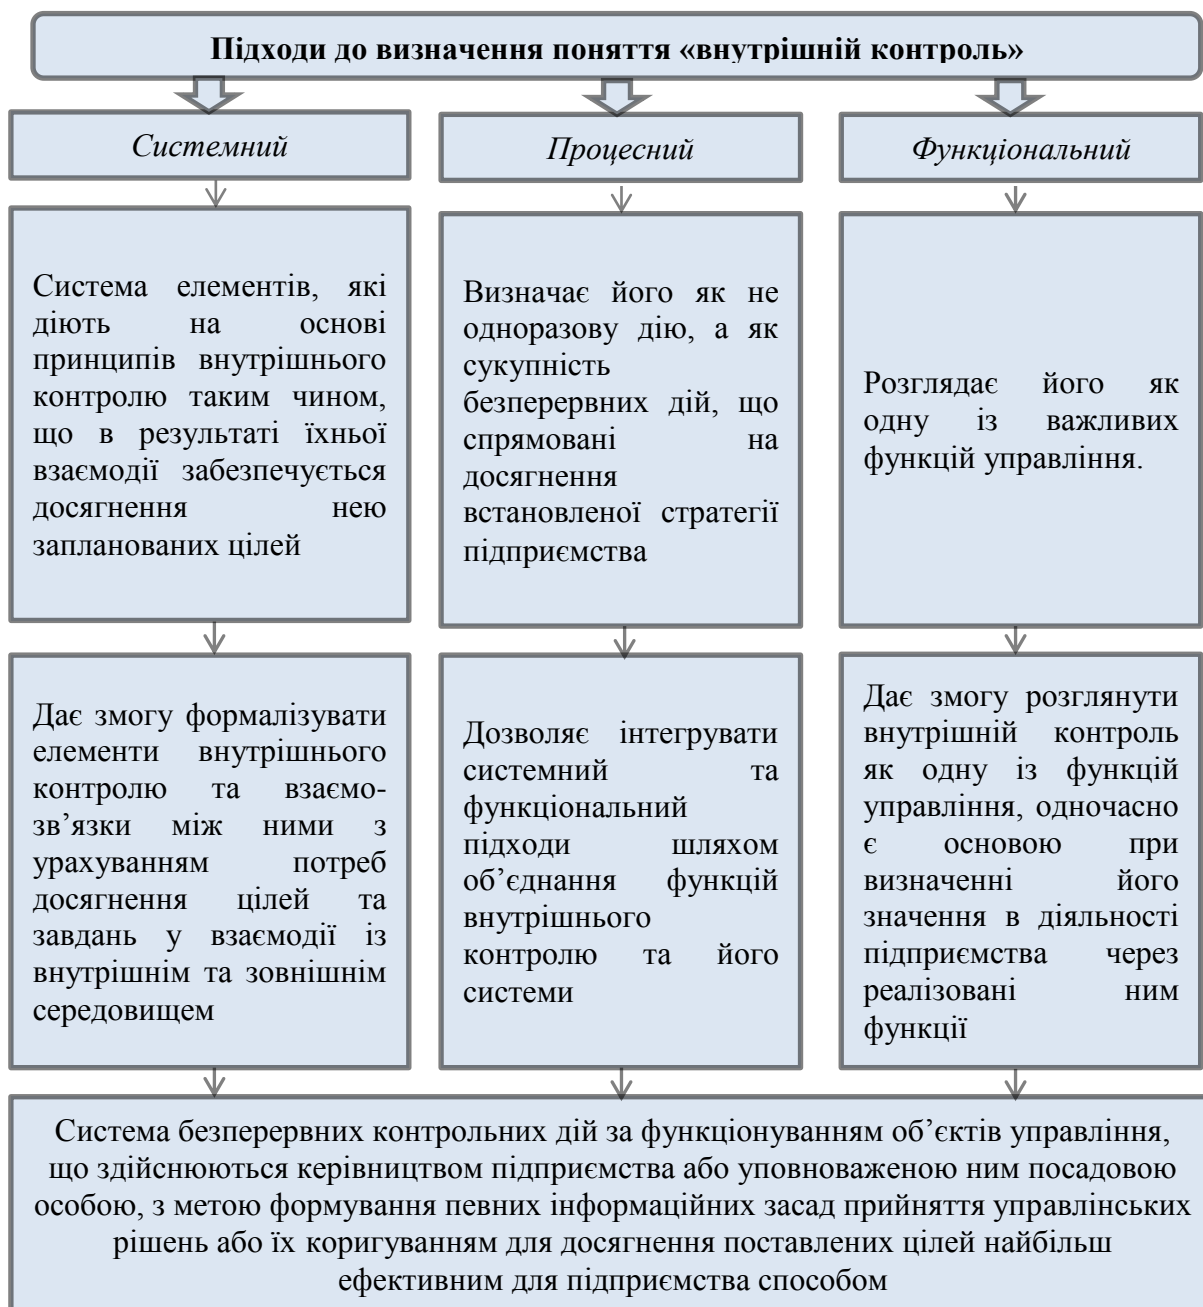 Підходи до визначення поняття «внутрішній контроль»
Системний
Процесний
Функціональний
Система елементів, які
діють на основі
принципів внутрішнього
контролю таким чином,
що в результаті їхньої
взаємодії забезпечується
досягнення нею
запланованих цілей
Визначає його як не
одноразову дію, а як
сукупність
безперервних дій, що
спрямовані на
досягнення
встановленої стратегії
підприємства
Розглядає його як
одну із важливих
функцій управління.
Дає змогу формалізувати
елементи внутрішнього
контролю та взаємо-
зв’язки між ними з
урахуванням потреб
досягнення цілей та
завдань у взаємодії із
внутрішнім та зовнішнім
середовищем
Дозволяє інтегрувати
системний та
функціональний
підходи шляхом
об’єднання функцій
внутрішнього
контролю та його
системи
Дає змогу розглянути
внутрішній контроль
як одну із функцій
управління, одночасно
є основою при
визначенні його
значення в діяльності
підприємства через
реалізовані ним
функції
Система безперервних контрольних дій за функціонуванням об’єктів управління,
що здійснюються керівництвом підприємства або уповноваженою ним посадовою
особою, з метою формування певних інформаційних засад прийняття управлінських
рішень або їх коригуванням для досягнення поставлених цілей найбільш
ефективним для підприємства способом